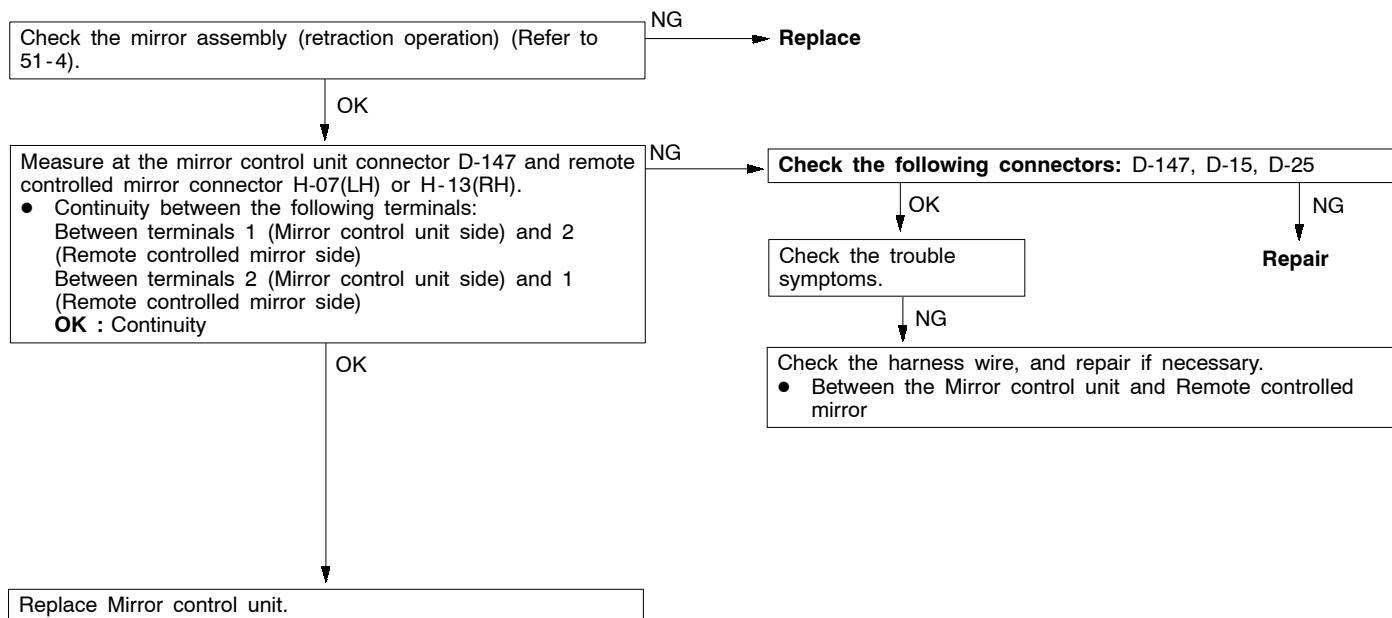 Check the mirror assembly (retraction operation) (Refer to
51-4).
NG
Replace
OK
Measure at the mirror control unit connector D-147 and remote
controlled mirror connector H-07(LH) or H-13(RH).
● Continuity between the following terminals:
Between terminals 1 (Mirror control unit side) and 2
(Remote controlled mirror side)
Between terminals 2 (Mirror control unit side) and 1
(Remote controlled mirror side)
OK : Continuity
NG
Check the following connectors: D-147, D-15, D-25
OK
NG
Check the trouble
symptoms.
Repair
NG
Check the harness wire, and repair if necessary.
● Between the Mirror control unit and Remote controlled
mirror
OK
Replace Mirror control unit.